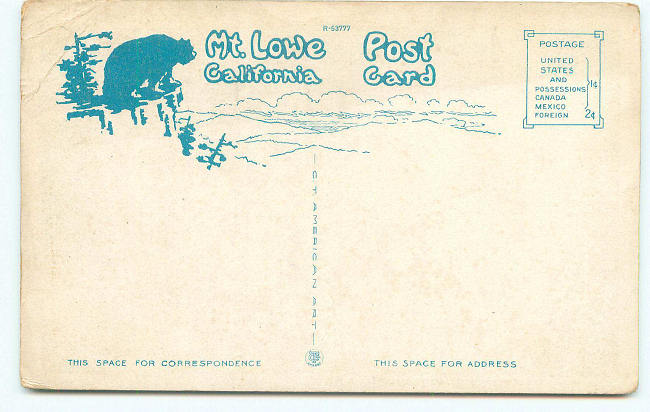 R-53777
Mt. Lowe Post
California Card
POSTAGE
UNITED
STATES
AND
POSSESSIONS 1¢
CANADA
MEXICO
FOREIGN 2¢
C T AMERICAN ART
THIS SPACE FOR CORRESPONDENCE
THIS SPACE FOR ADDRESS